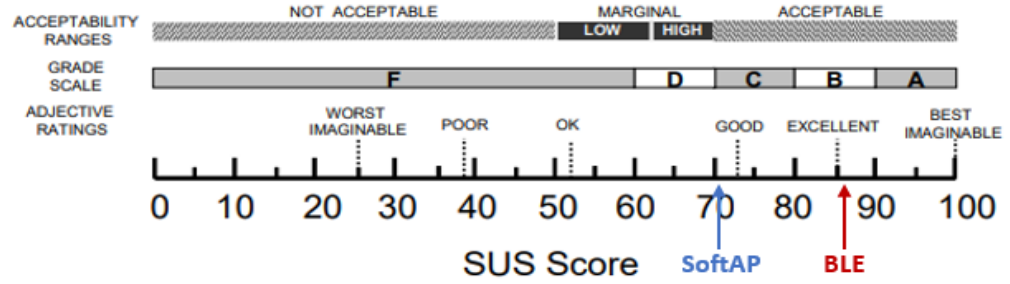 ACCEPTABILITY RANGES
NOT ACCEPTABLE
MARGINAL
ACCEPTABLE
LOW
HIGH
GRADE SCALE
F
D
C
B
A
ADJECTIVE RATINGS
WORST IMAGINABLE
POOR
OK
GOOD
EXCELLENT
BEST IMAGINABLE
0 10 20 30 40 50 60 70 80 90 100
SUS Score
SoftAP
BLE